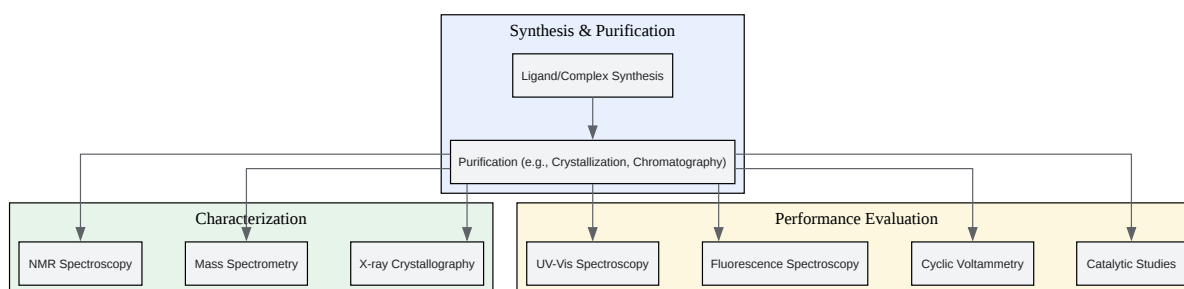 Synthesis & Purification
Ligand/Complex Synthesis
Purification (e.g., Crystallization, Chromatography)
Characterization
Performance Evaluation
NMR Spectroscopy
Mass Spectrometry
X-ray Crystallography
UV-Vis Spectroscopy
Fluorescence Spectroscopy
Cyclic Voltammetry
Catalytic Studies